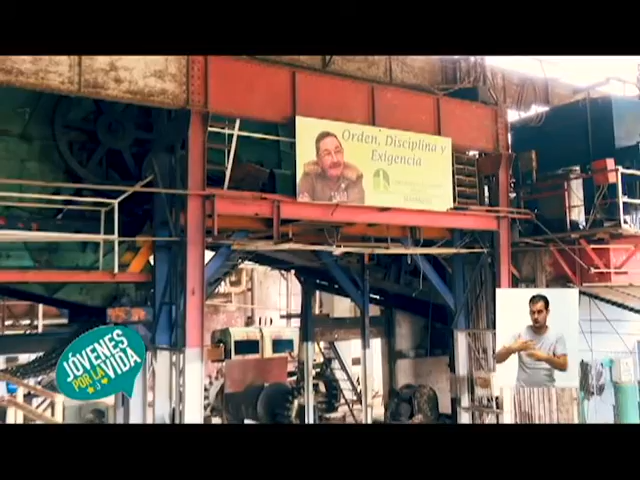 Orden, Disciplina y
Exigencia
JÓVENES
POR LA
VIDA